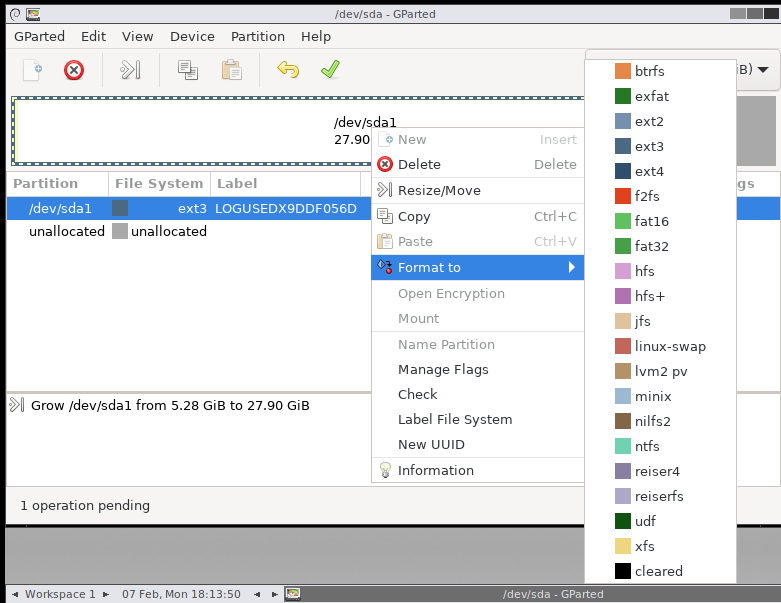 /dev/sda - GParted
GParted Edit View Device Partition Help
iB)
/dev/sda1
27.90
Partition File System Label gs
/dev/sda1 ext3 LOGUSEDX9DDF056D
unallocated unallocated
New Insert
Delete Delete
Resize/Move
Copy Ctrl+C
Paste Ctrl+V
Format to
Open Encryption
Mount
Name Partition
Manage Flags
Check
Label File System
New UUID
Information
btrfs
exfat
ext2
ext3
ext4
f2fs
fat16
fat32
hfs
hfs+
jfs
linux-swap
lvm2 pv
minix
nilfs2
ntfs
reiser4
reiserfs
udf
xfs
cleared
Grow /dev/sda1 from 5.28 GiB to 27.90 GiB
1 operation pending
Workspace 1 07 Feb, Mon 18:13:50 /dev/sda - GParted